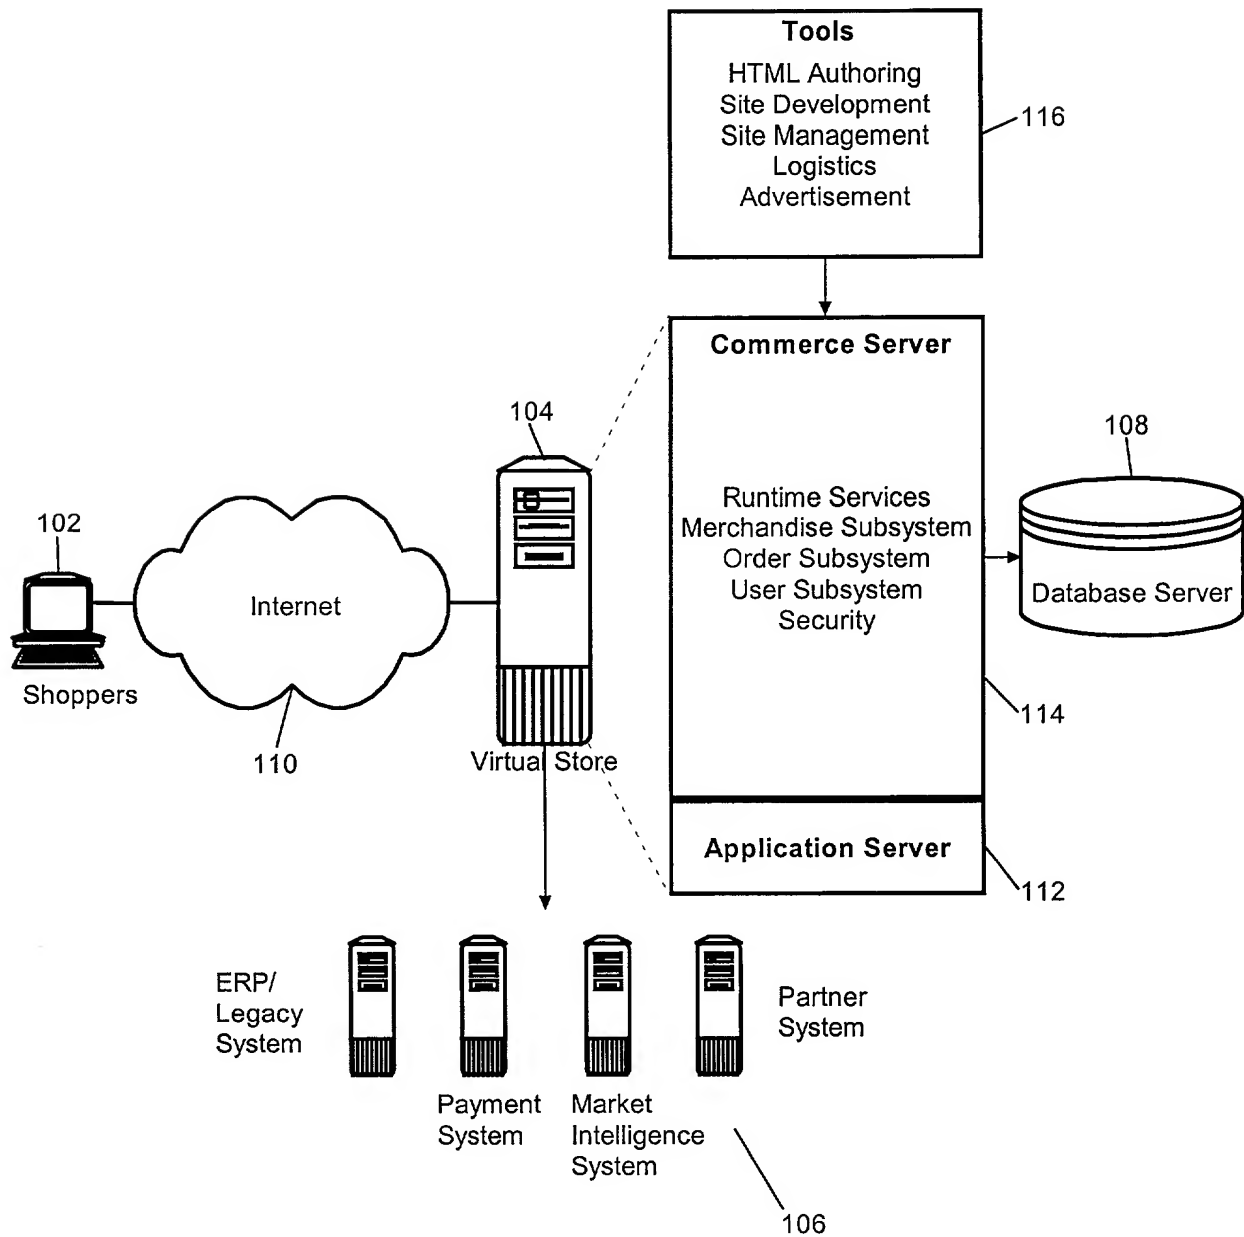 Tools
HTML Authoring
Site Development
Site Management
Logistics
Advertisement
116
Commerce Server
Runtime Services
Merchandise Subsystem
Order Subsystem
User Subsystem
Security
104
108
Database Server
102
Internet
Shoppers
110
Virtual Store
114
Application Server
112
ERP/
Legacy
System
Payment
System
Market
Intelligence
System
Partner
System
106